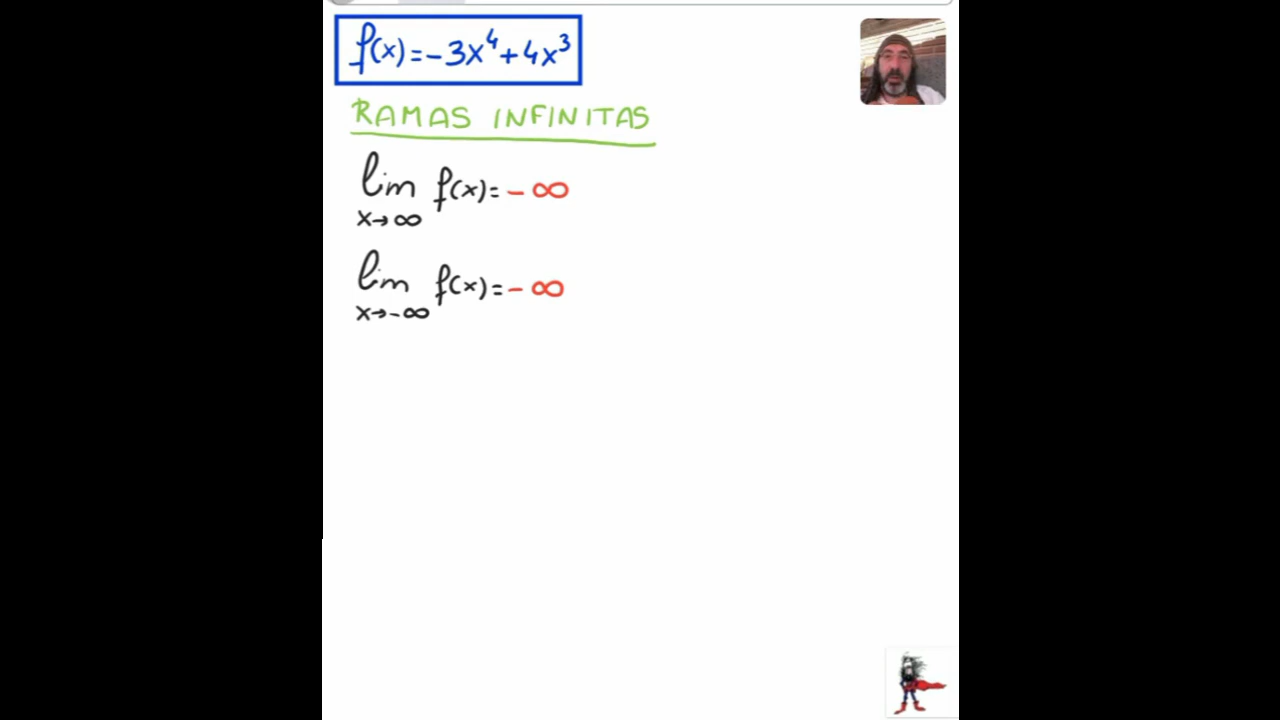 f(x)=-3x⁴+4x³
RAMAS INFINITAS
lim f(x)=-∞
x→∞
lim f(x)=-∞
x→-∞